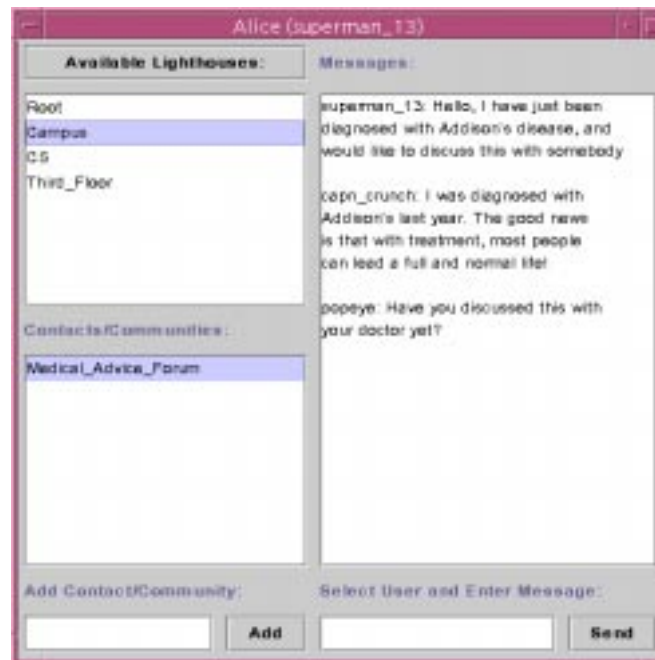 Alice (superman_13)
Available Lighthouses:
Root
Campus
CS
Third_Floor
Contacts/Communities:
Medical_Advice_Forum
Add Contact/Community:
Add
Messages:
superman_13: Hello, I have just been
diagnosed with Addison's disease, and
would like to discuss this with somebody
capn_crunch: I was diagnosed with
Addison's last year. The good news
is that with treatment, most people
can lead a full and normal life!
popeye: Have you discussed this with
your doctor yet?
Select User and Enter Message:
Send